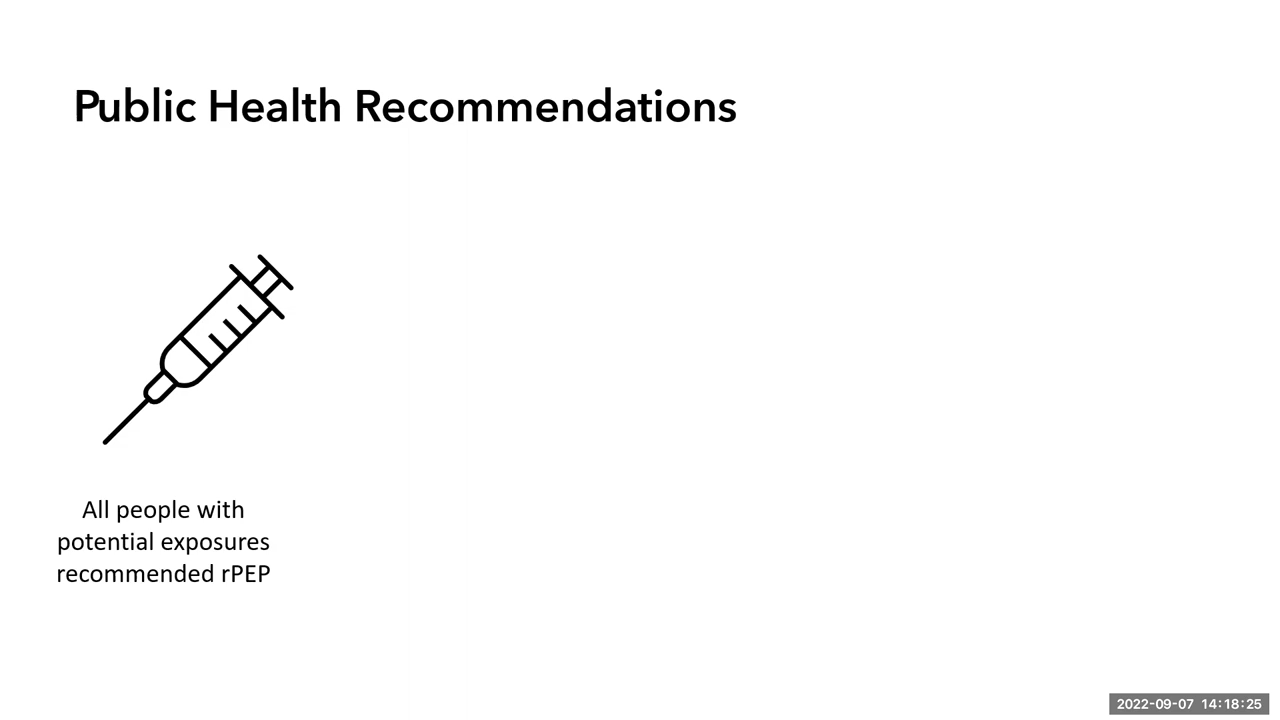 Public Health Recommendations
All people with
potential exposures
recommended rPEP
2022-09-07 14:18:25